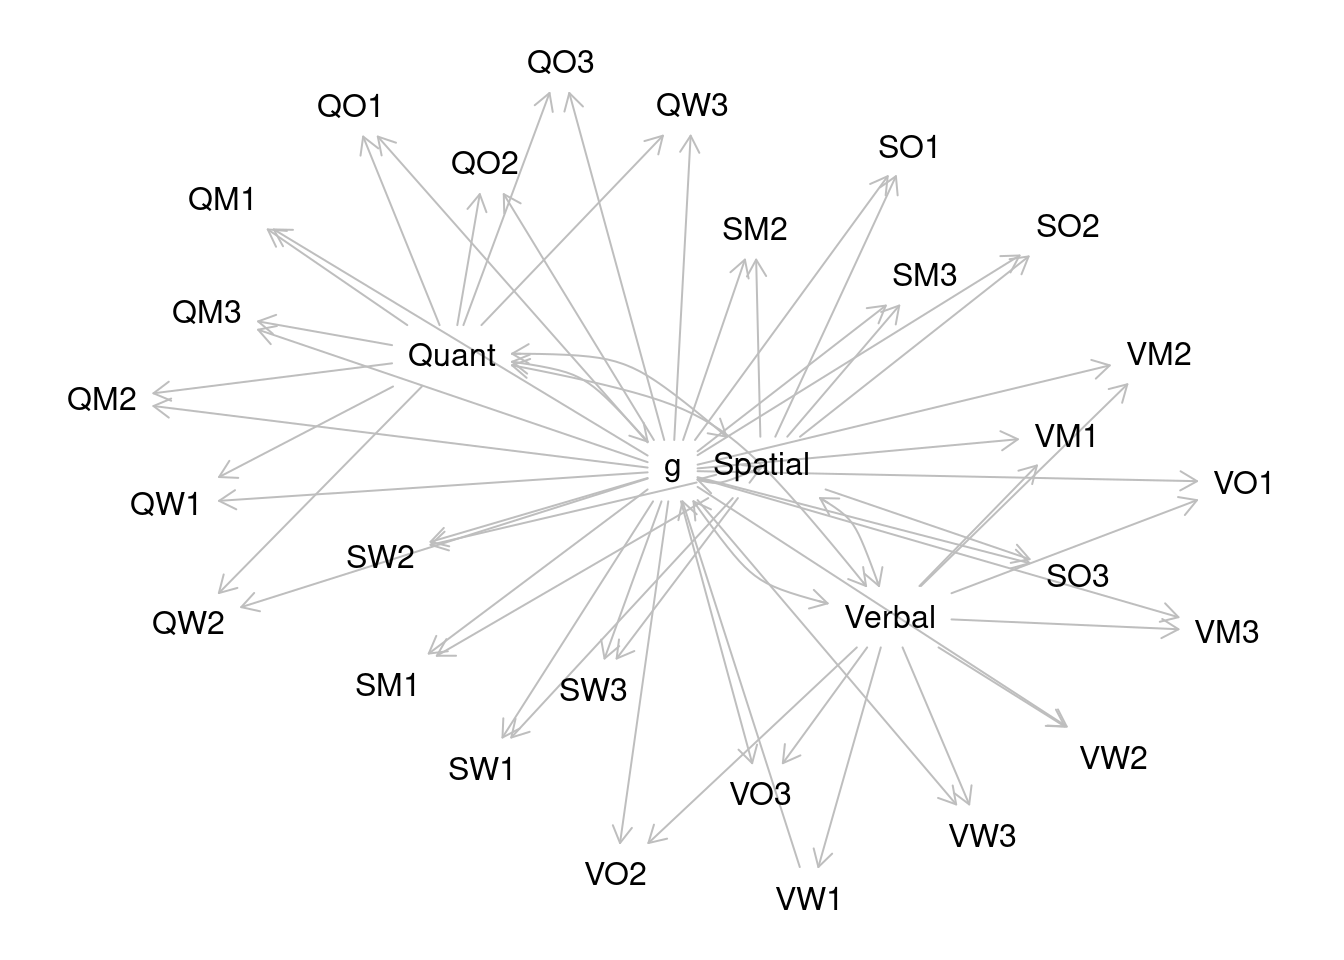 QO3
QO1
QW3
SO1
QO2
QM1
SO2
SM2
SM3
QM3
VM2
Quant
QM2
VM1
g
Spatial
VO1
QW1
SW2
SO3
Verbal
QW2
VM3
SM1
SW3
VW2
SW1
VO3
VW3
VO2
VW1